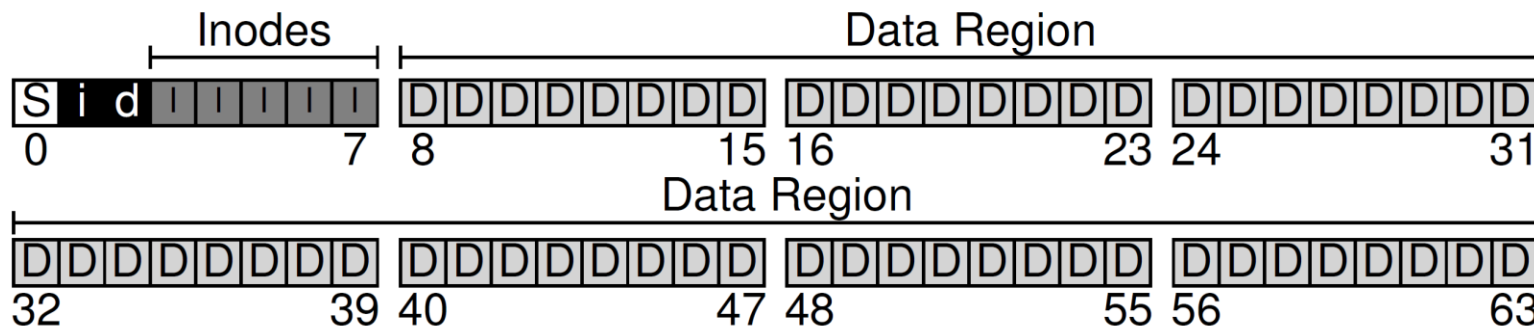 Inodes Data Region
S i d I I I I I D D D D D D D D D D D D D D D D D D D D D D D D
0 7 8 15 16 23 24 31
Data Region
D D D D D D D D D D D D D D D D D D D D D D D D D D D D D D D D
32 39 40 47 48 55 56 63